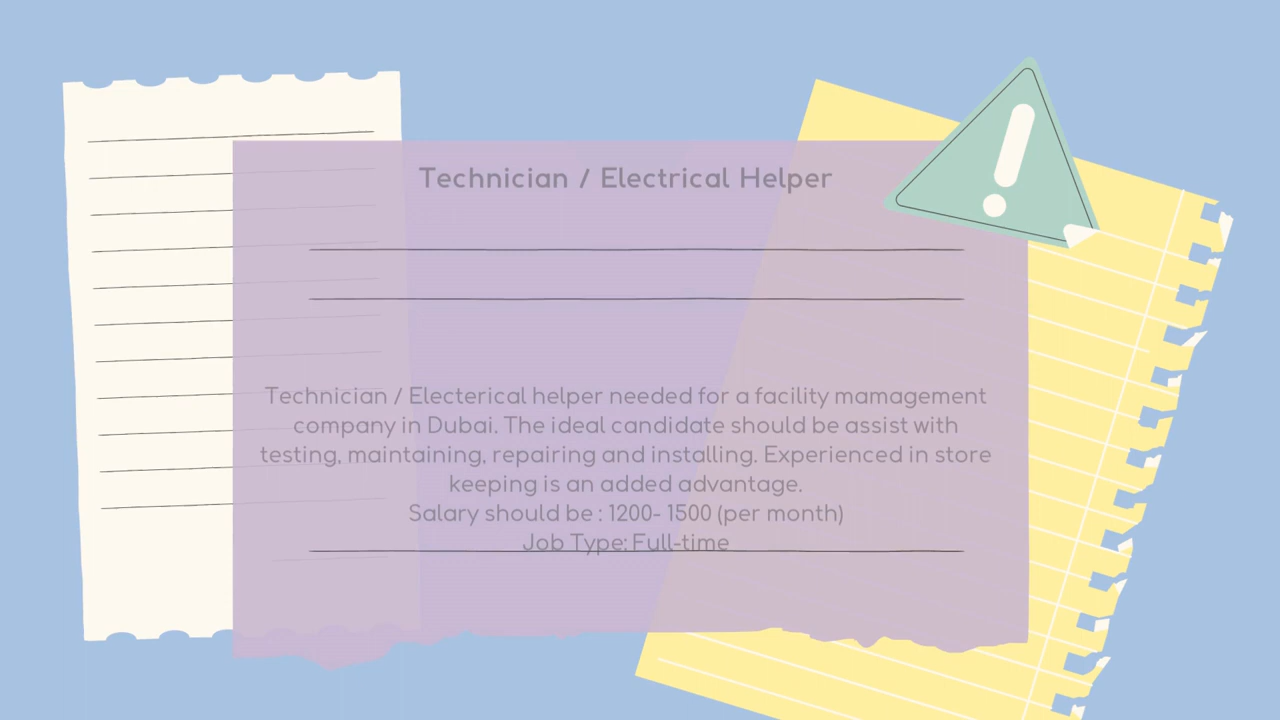 Technician / Electrical Helper
Technician / Electerical helper needed for a facility mamagement
company in Dubai. The ideal candidate should be assist with
testing, maintaining, repairing and installing. Experienced in store
keeping is an added advantage.
Salary should be : 1200- 1500 (per month)
Job Type: Full-time